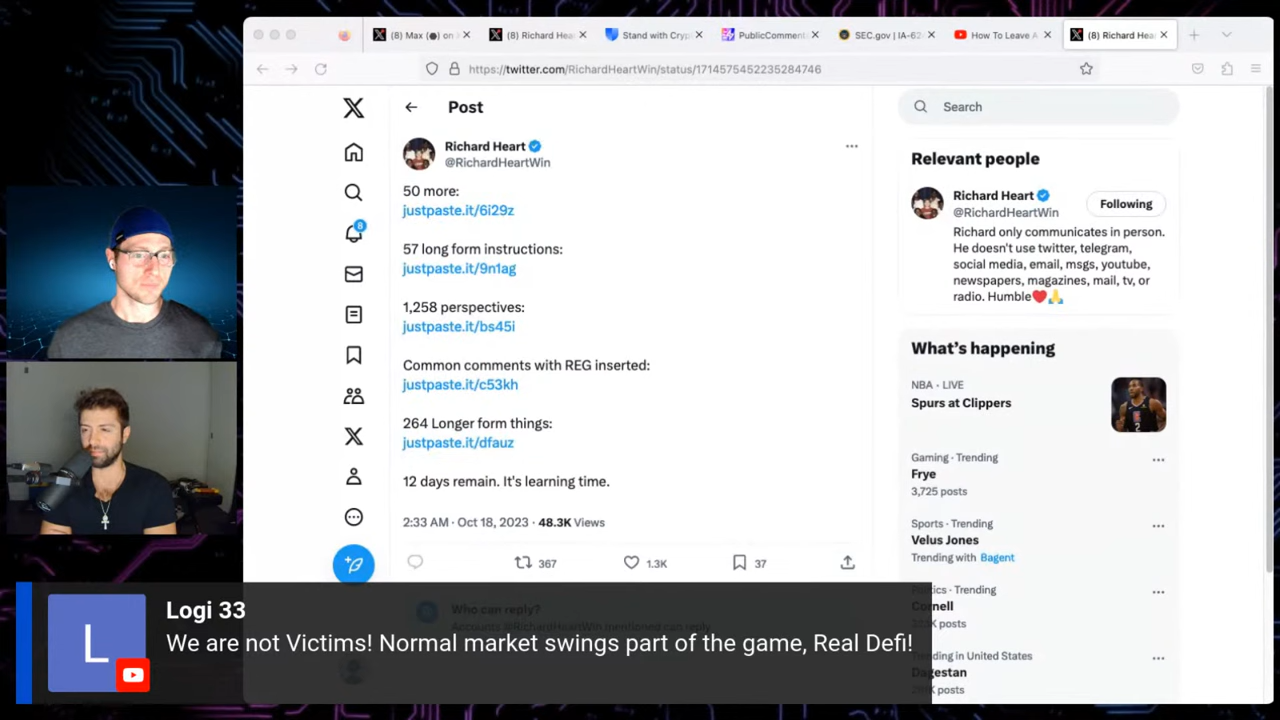 (8) Max (⬣) on
(8) Richard Hea
Stand with Cryp
PublicCommen
SEC.gov | IA-62
How To Leave A
(8) Richard Hea
https://twitter.com/RichardHeartWin/status/1714575452235284746
Post
Search
Richard Heart
@RichardHeartWin
50 more:
justpaste.it/6i29z
57 long form instructions:
justpaste.it/9n1ag
1,258 perspectives:
justpaste.it/bs45i
Common comments with REG inserted:
justpaste.it/c53kh
264 Longer form things:
justpaste.it/dfauz
12 days remain. It's learning time.
2:33 AM · Oct 18, 2023 · 48.3K Views
367
1.3K
37
Who can reply?
Accounts @RichardHeartWin mentioned can reply
8
Relevant people
Richard Heart
@RichardHeartWin
Following
Richard only communicates in person.
He doesn't use twitter, telegram,
social media, email, msgs, youtube,
newspapers, magazines, mail, tv, or
radio. Humble❤️🙏
What's happening
NBA · LIVE
Spurs at Clippers
Gaming · Trending
Frye
3,725 posts
Sports · Trending
Velus Jones
Trending with Bagent
Politics · Trending
Cornell
posts
Trending in United States
Dagestan
posts
L
Logi 33
We are not Victims! Normal market swings part of the game, Real Defi!